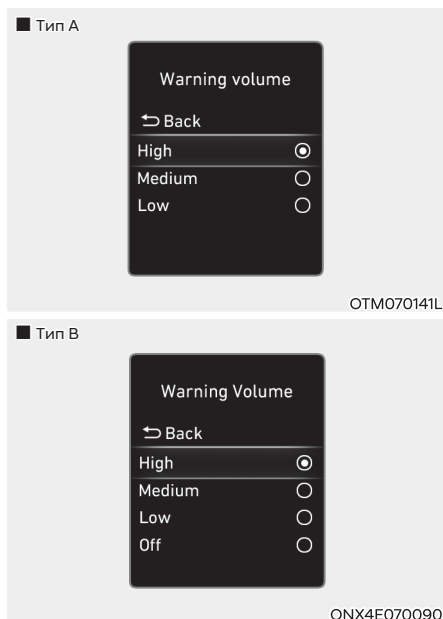 ■ Тип A
Warning volume
⮌ Back
High
Medium
Low
OTM070141L
■ Тип B
Warning Volume
⮌ Back
High
Medium
Low
Off
ONX4E070090